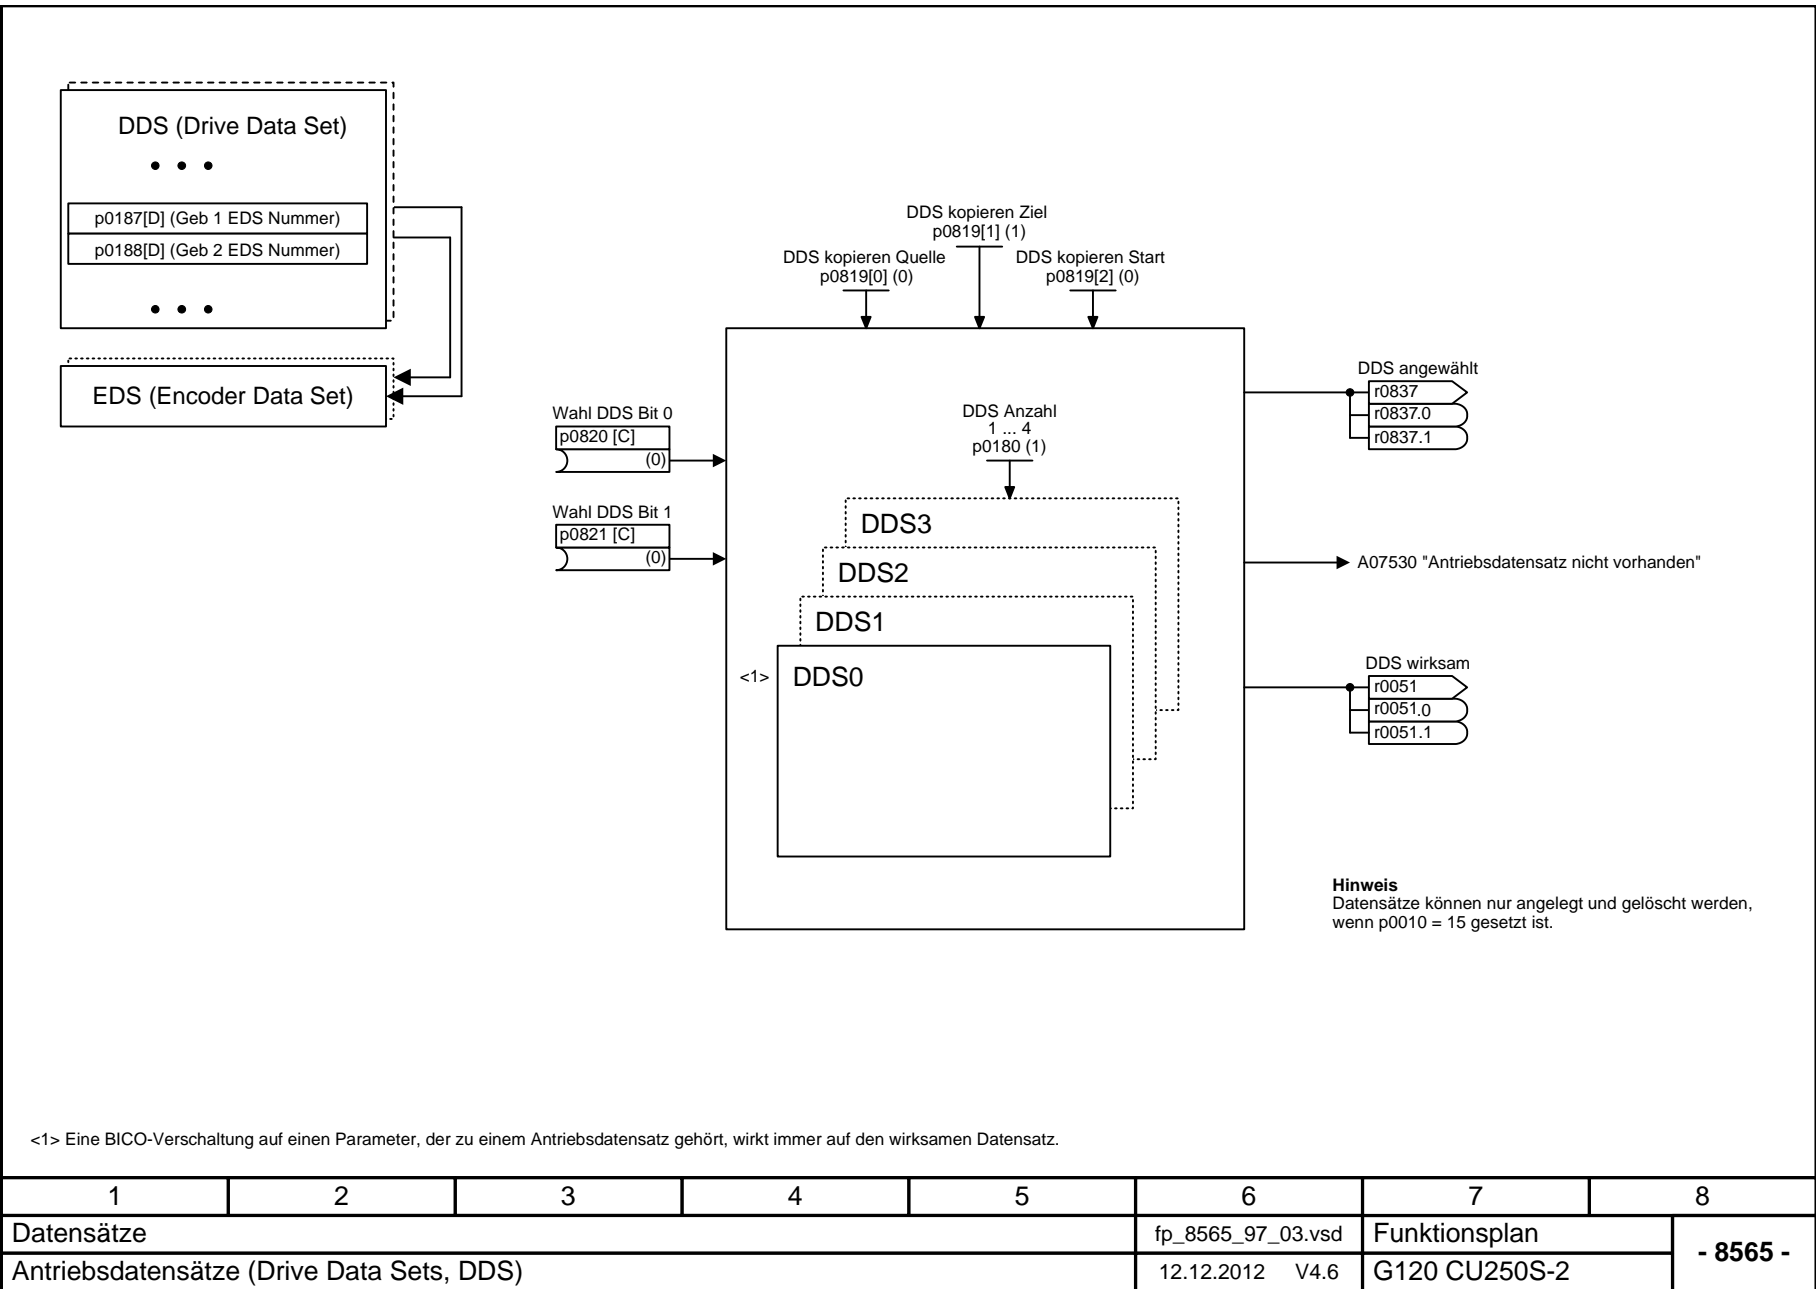 DDS (Drive Data Set)
p0187[D] (Geb 1 EDS Nummer)
p0188[D] (Geb 2 EDS Nummer)
EDS (Encoder Data Set)
DDS kopieren Ziel
p0819[1] (1)
DDS kopieren Quelle
p0819[0] (0)
DDS kopieren Start
p0819[2] (0)
Wahl DDS Bit 0
p0820 [C]
(0)
Wahl DDS Bit 1
p0821 [C]
(0)
DDS Anzahl
1 ... 4
p0180 (1)
DDS3
DDS2
DDS1
<1>
DDS0
DDS angewählt
r0837
r0837.0
r0837.1
A07530 "Antriebsdatensatz nicht vorhanden"
DDS wirksam
r0051
r0051.0
r0051.1
Hinweis
Datensätze können nur angelegt und gelöscht werden,
wenn p0010 = 15 gesetzt ist.
<1> Eine BICO-Verschaltung auf einen Parameter, der zu einem Antriebsdatensatz gehört, wirkt immer auf den wirksamen Datensatz.
1 2 3 4 5 6 7 8
Datensätze
fp_8565_97_03.vsd
Funktionsplan
- 8565 -
Antriebsdatensätze (Drive Data Sets, DDS)
12.12.2012 V4.6
G120 CU250S-2